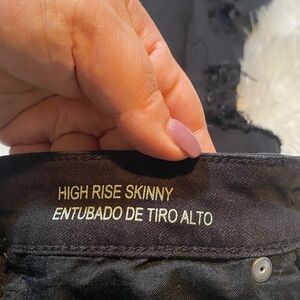 HIGH RISE SKINNY
ENTUBADO DE TIRO ALTO